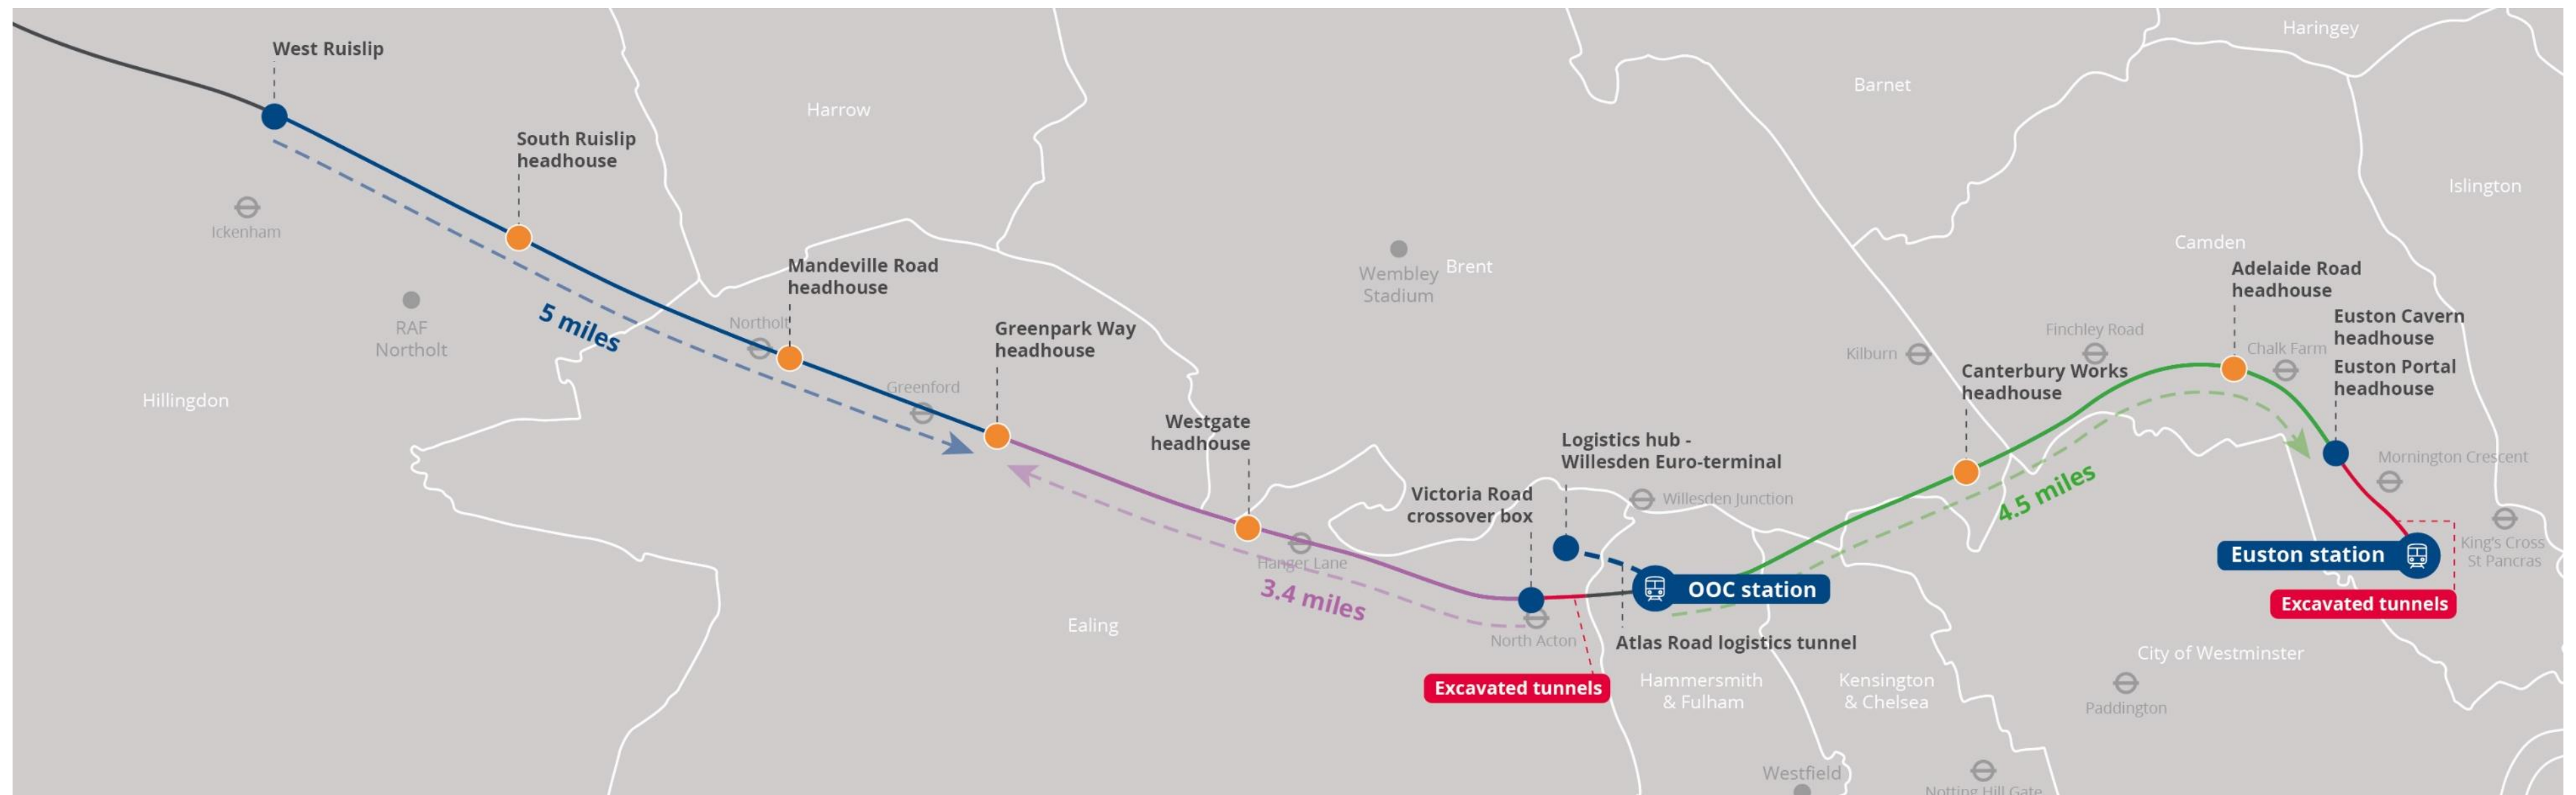 Haringey
West Ruislip
Barnet
Harrow
South Ruislip
headhouse
Islington
Ickenham
Camden
Mandeville Road
headhouse
Wembley
Stadium
Brent
Adelaide Road
headhouse
5 miles
RAF
Northolt
Northolt
Greenpark Way
headhouse
Euston Cavern
headhouse
Finchley Road
Chalk Farm
Kilburn
Euston Portal
headhouse
Canterbury Works
headhouse
Greenford
Hillingdon
Westgate
headhouse
Logistics hub -
Willesden Euro-terminal
Mornington Crescent
Victoria Road
crossover box
Willesden Junction
4.5 miles
King's Cross
St Pancras
Euston station
Hanger Lane
3.4 miles
OOC station
Excavated tunnels
Ealing
North Acton
Atlas Road logistics tunnel
City of Westminster
Excavated tunnels
Hammersmith
& Fulham
Kensington
& Chelsea
Paddington
Westfield
Notting Hill Gate